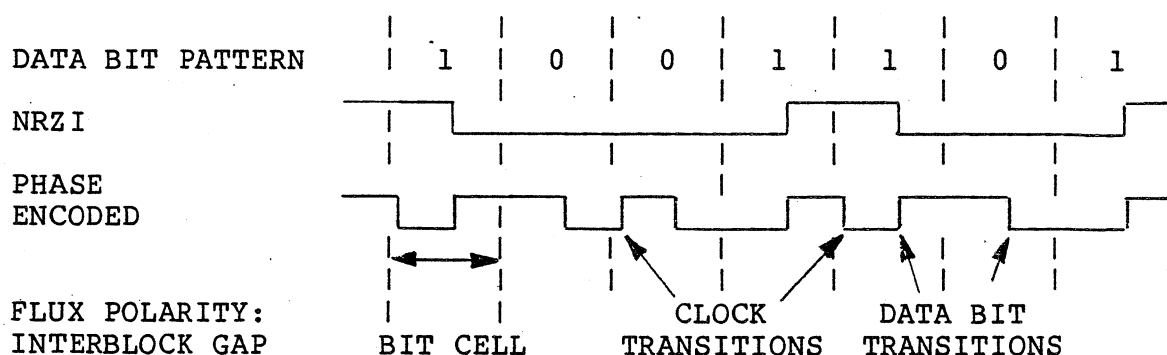 DATA BIT PATTERN 1 0 0 1 1 0 1
NRZI
PHASE
ENCODED
FLUX POLARITY: CLOCK DATA BIT
INTERBLOCK GAP BIT CELL TRANSITIONS TRANSITIONS